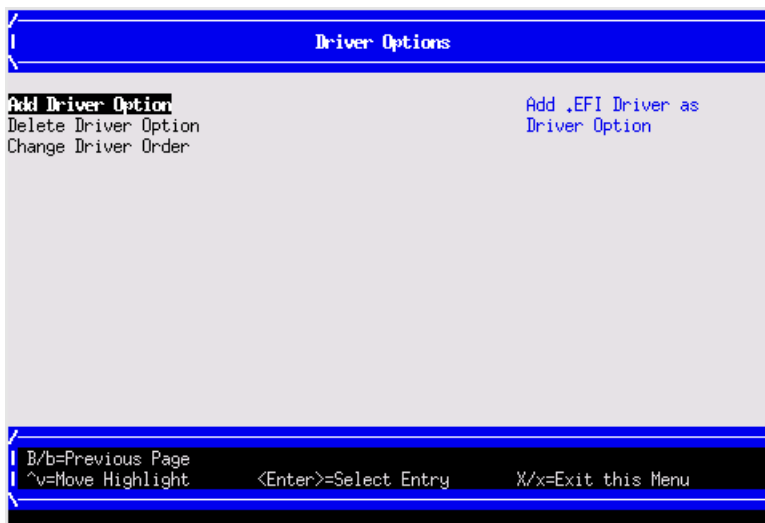 Driver Options
Add Driver Option
Delete Driver Option
Change Driver Order
Add .EFI Driver as
Driver Option
B/b=Previous Page
^v=Move Highlight <Enter>=Select Entry X/x=Exit this Menu